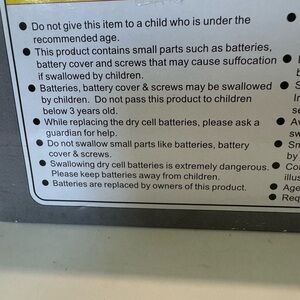 ● Do not give this item to a child who is under the
recommended age.
● This product contains small parts such as batteries,
battery cover and screws that may cause suffocation
if swallowed by children.
● Batteries, battery cover & screws may be swallowed
by children. Do not pass this product to children
below 3 years old.
● While replacing the dry cell batteries, please ask a
guardian for help.
● Do not swallow small parts like batteries, battery
cover & screws.
● Swallowing dry cell batteries is extremely dangerous.
Please keep batteries away from children.
● Batteries are replaced by owners of this product.